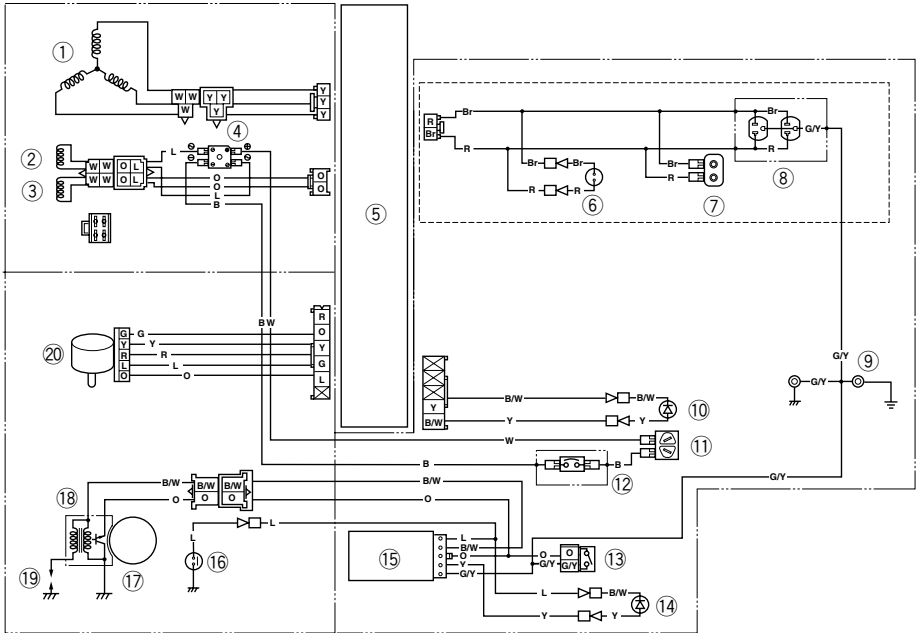 1
W W Y Y Y
W Y Y
Y
4
2
W W O L L O
3
W W O L O O
L
B
5
Br Br
R
Br R G/Y
Br Br Br
R R R
6 7 8
B W
R
G G O
Y Y Y
R R
L L G
O O L
20
G/Y
G/Y 9
B/W B/W 10
Y Y Y
B/W
W 11
B B
12
G/Y
B/W B/W B/W B/W
O O O O
18
L
L
16
19 17
15
L
B/W
O O O 13
Y
G/Y G/Y G/Y
L B/W 14
Y Y